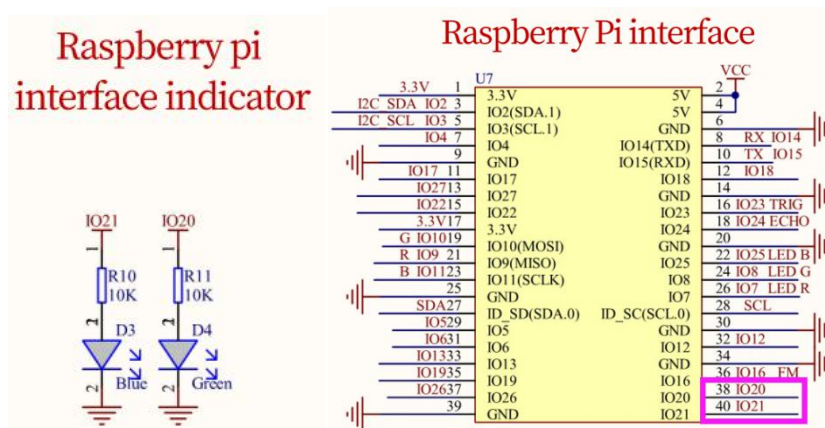 Raspberry pi
interface indicator
IO21 IO20
1 1
R10 R11
10K 10K
2 2
1 1
D3 D4
2 2
Blue Green
Raspberry Pi interface
U7
VCC
3.3V 1 3.3V 5V 2
I2C SDA IO2 3 IO2(SDA.1) 5V 4
I2C SCL IO3 5 IO3(SCL.1) GND 6
IO4 7 IO4 IO14(TXD) 8 RX IO14
9 GND IO15(RXD) 10 TX IO15
IO17 11 IO17 IO18 12 IO18
IO27 13 IO27 GND 14
IO22 15 IO22 IO23 16 IO23 TRIG
3.3V 17 3.3V IO24 18 IO24 ECHO
G IO10 19 IO10(MOSI) GND 20
R IO9 21 IO9(MISO) IO25 22 IO25 LED B
B IO11 23 IO11(SCLK) IO8 24 IO8 LED G
25 GND IO7 26 IO7 LED R
SDA 27 ID_SD(SDA.0) ID_SC(SCL.0) 28 SCL
IO5 29 IO5 GND 30
IO6 31 IO6 IO12 32 IO12
IO13 33 IO13 GND 34
IO19 35 IO19 IO16 36 IO16 FM
IO26 37 IO26 IO20 38 IO20
39 GND IO21 40 IO21